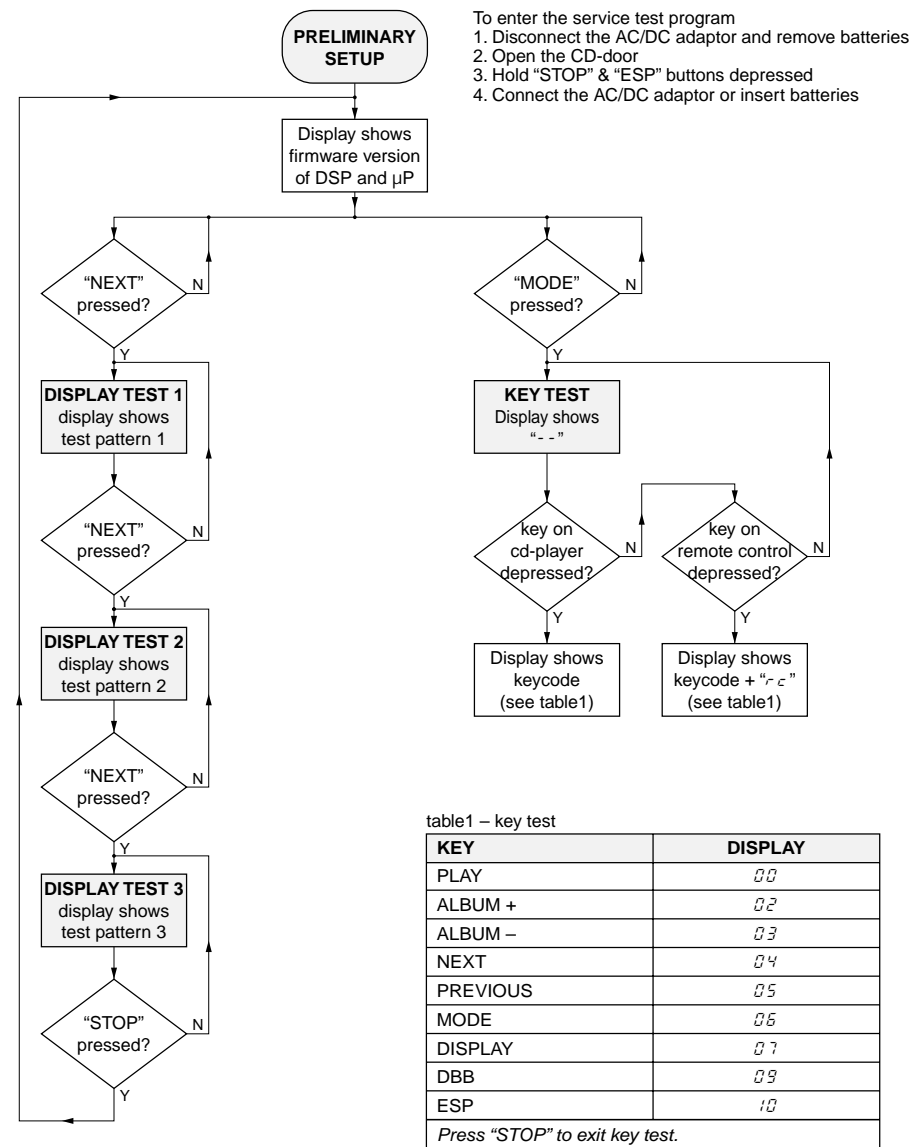 PRELIMINARY
SETUP
To enter the service test program
1. Disconnect the AC/DC adaptor and remove batteries
2. Open the CD-door
3. Hold “STOP” & “ESP” buttons depressed
4. Connect the AC/DC adaptor or insert batteries
Display shows
firmware version
of DSP and µP
“NEXT”
pressed?
N
Y
DISPLAY TEST 1
display shows
test pattern 1
“NEXT”
pressed?
N
Y
DISPLAY TEST 2
display shows
test pattern 2
“NEXT”
pressed?
N
Y
DISPLAY TEST 3
display shows
test pattern 3
“STOP”
pressed?
N
Y
“MODE”
pressed?
N
Y
KEY TEST
Display shows
“- -”
key on
cd-player
depressed?
N
Y
Display shows
keycode
(see table1)
key on
remote control
depressed?
N
Y
Display shows
keycode + “rc”
(see table1)
table1 – key test
KEY DISPLAY
PLAY 00
ALBUM + 02
ALBUM – 03
NEXT 04
PREVIOUS 05
MODE 06
DISPLAY 07
DBB 09
ESP 10
Press “STOP” to exit key test.